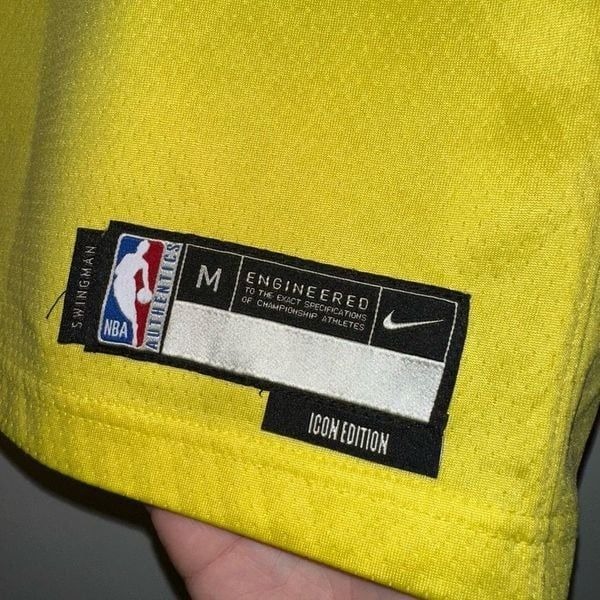 SWINGMAN
NBA
AUTHENTICS
M
ENGINEERED
TO THE EXACT SPECIFICATIONS
OF CHAMPIONSHIP ATHLETES
ICON EDITION